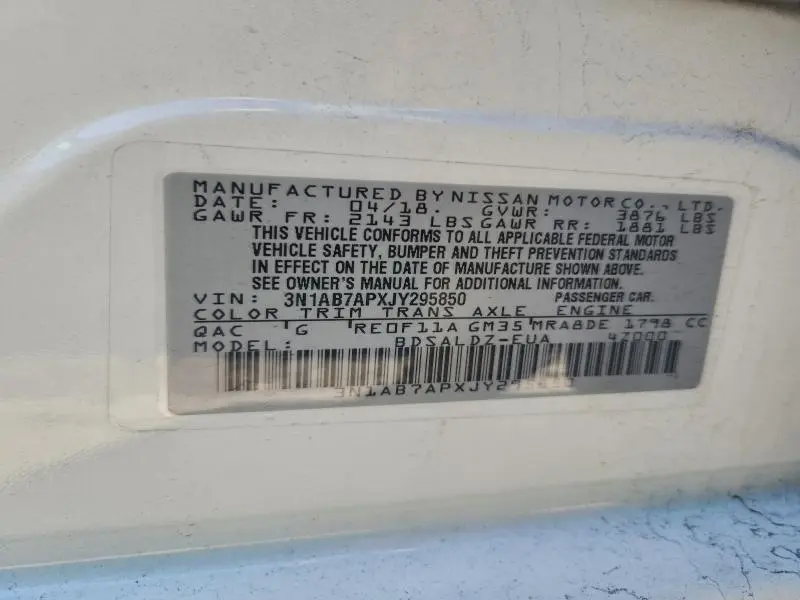 MANUFACTURED BY NISSAN MOTOR CO., LTD.
DATE: 04/18. GVWR: 3876 LBS
GAWR FR: 2143 LBS GAWR RR: 1881 LBS
THIS VEHICLE CONFORMS TO ALL APPLICABLE FEDERAL MOTOR
VEHICLE SAFETY, BUMPER AND THEFT PREVENTION STANDARDS
IN EFFECT ON THE DATE OF MANUFACTURE SHOWN ABOVE.
SEE OWNER'S MANUAL FOR ADDITIONAL INFORMATION.
VIN: 3N1AB7APXJY295850 PASSENGER CAR.
COLOR TRIM TRANS AXLE ENGINE
QAC G RE0F11A GM35 MRA8DE 1798 CC
MODEL: BDSALDZ-EUA 47000
3N1AB7APXJY295850